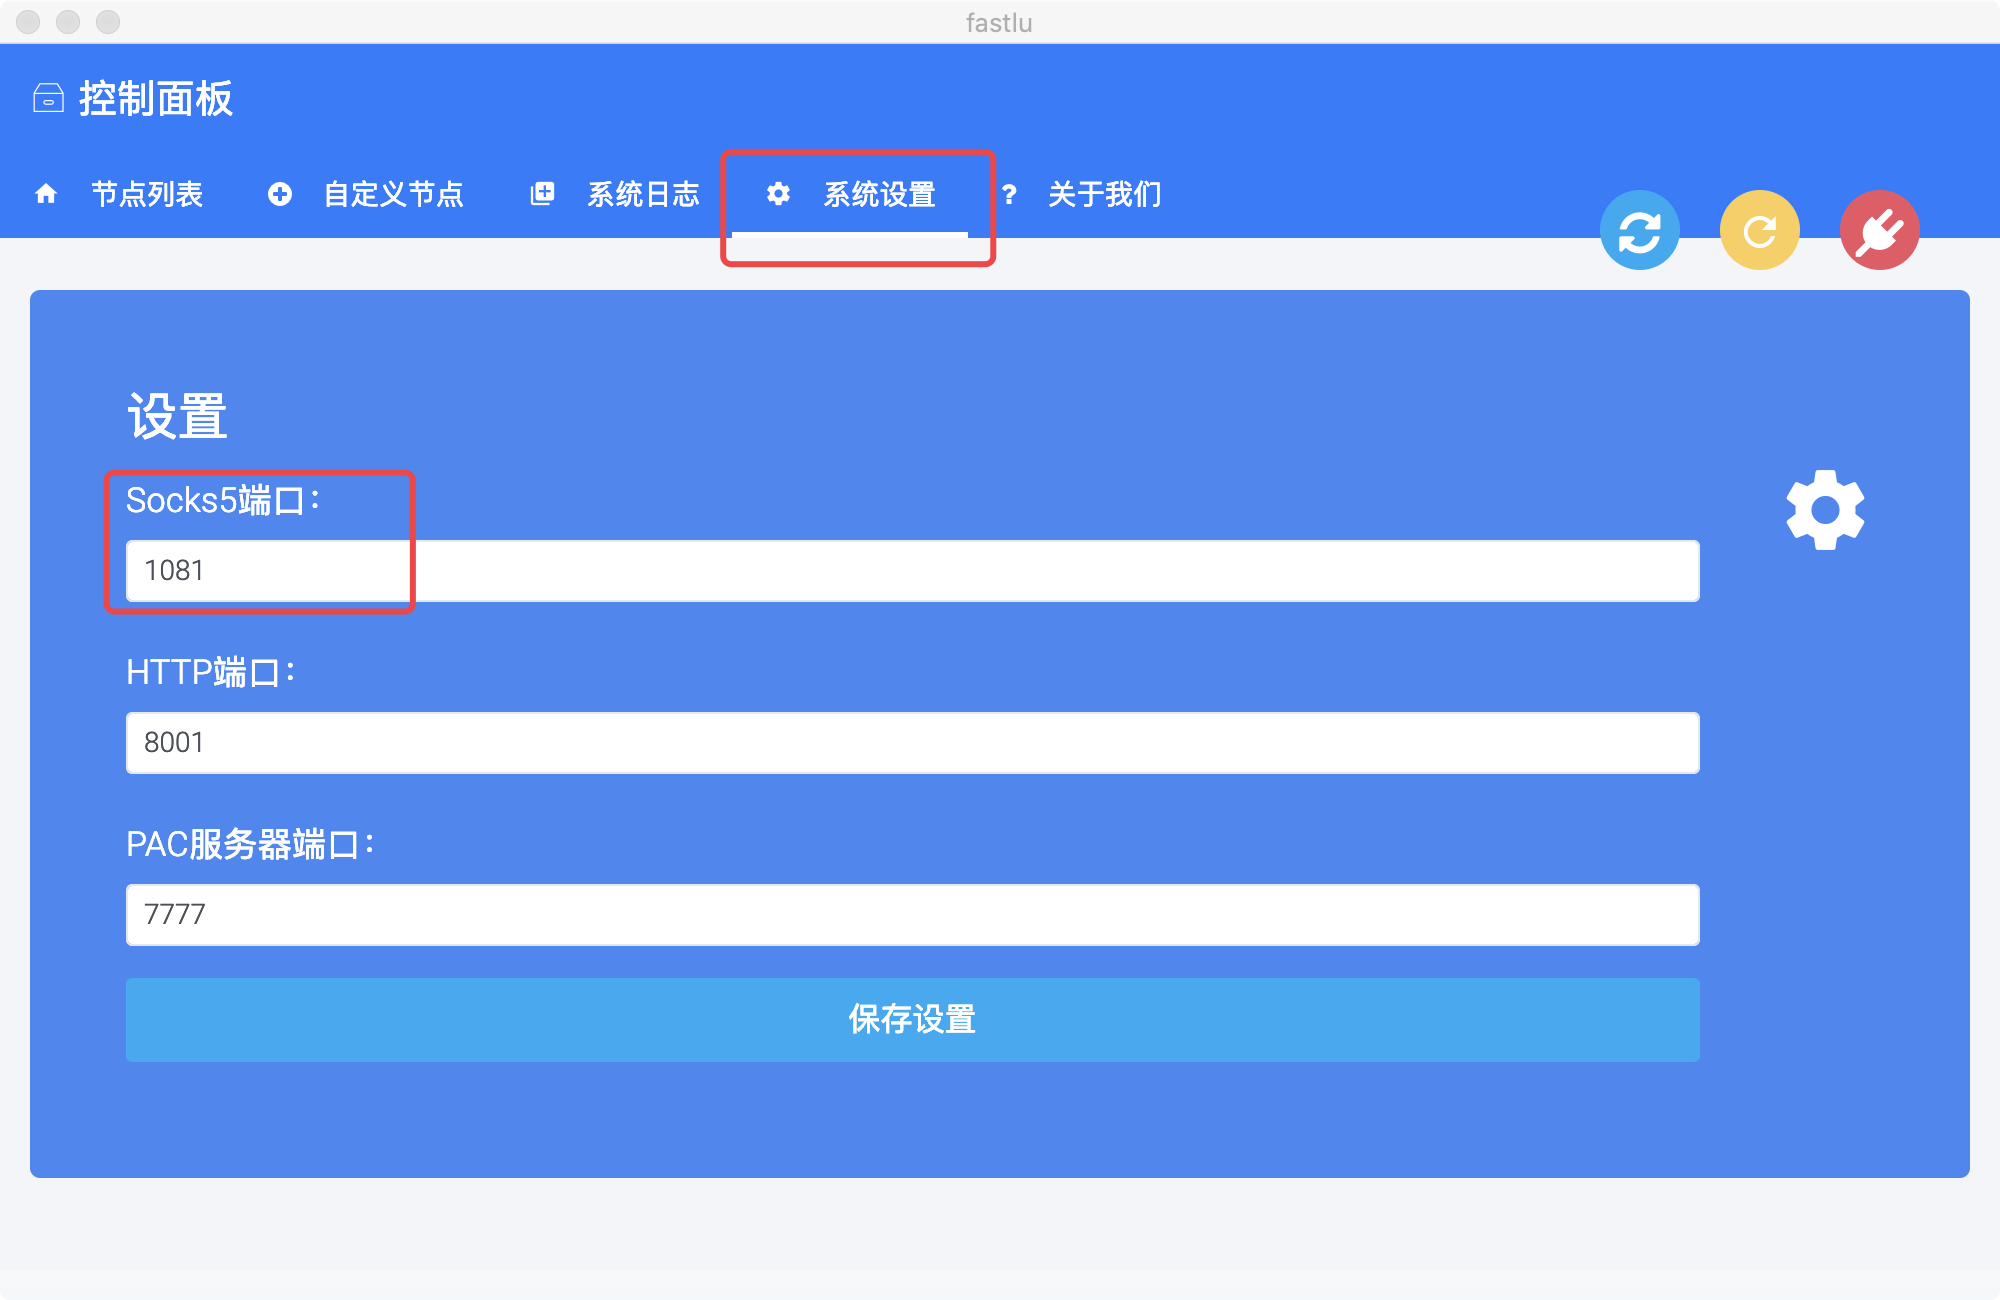 fastlu
控制面板
节点列表 自定义节点 系统日志 系统设置 ? 关于我们
设置
Socks5端口：
1081
HTTP端口：
8001
PAC服务器端口：
7777
保存设置